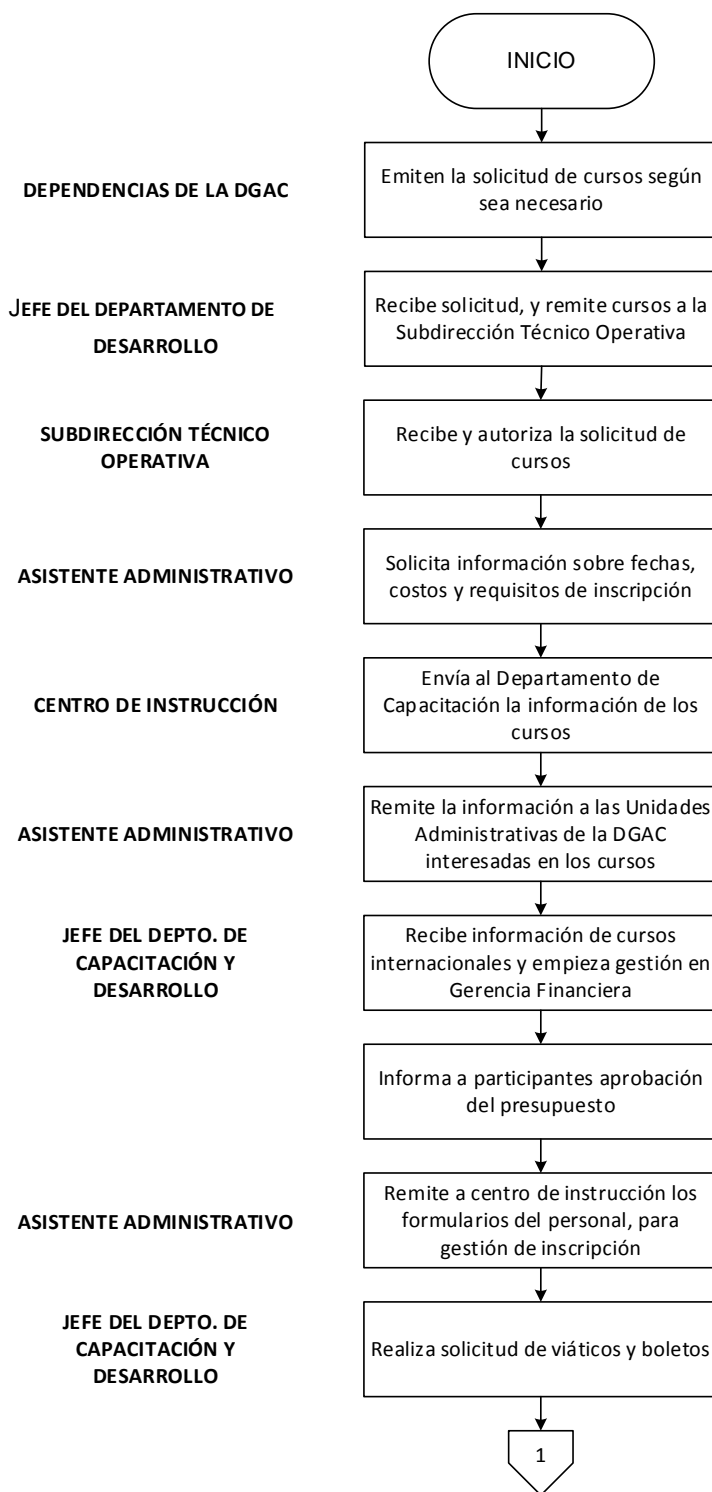 INICIO
DEPENDENCIAS DE LA DGAC
Emiten la solicitud de cursos según
sea necesario
JEFE DEL DEPARTAMENTO DE
DESARROLLO
Recibe solicitud, y remite cursos a la
Subdirección Técnico Operativa
SUBDIRECCIÓN TÉCNICO
OPERATIVA
Recibe y autoriza la solicitud de
cursos
ASISTENTE ADMINISTRATIVO
Solicita información sobre fechas,
costos y requisitos de inscripción
CENTRO DE INSTRUCCIÓN
Envía al Departamento de
Capacitación la información de los
cursos
ASISTENTE ADMINISTRATIVO
Remite la información a las Unidades
Administrativas de la DGAC
interesadas en los cursos
JEFE DEL DEPTO. DE
CAPACITACIÓN Y
DESARROLLO
Recibe información de cursos
internacionales y empieza gestión en
Gerencia Financiera
Informa a participantes aprobación
del presupuesto
ASISTENTE ADMINISTRATIVO
Remite a centro de instrucción los
formularios del personal, para
gestión de inscripción
JEFE DEL DEPTO. DE
CAPACITACIÓN Y
DESARROLLO
Realiza solicitud de viáticos y boletos
1